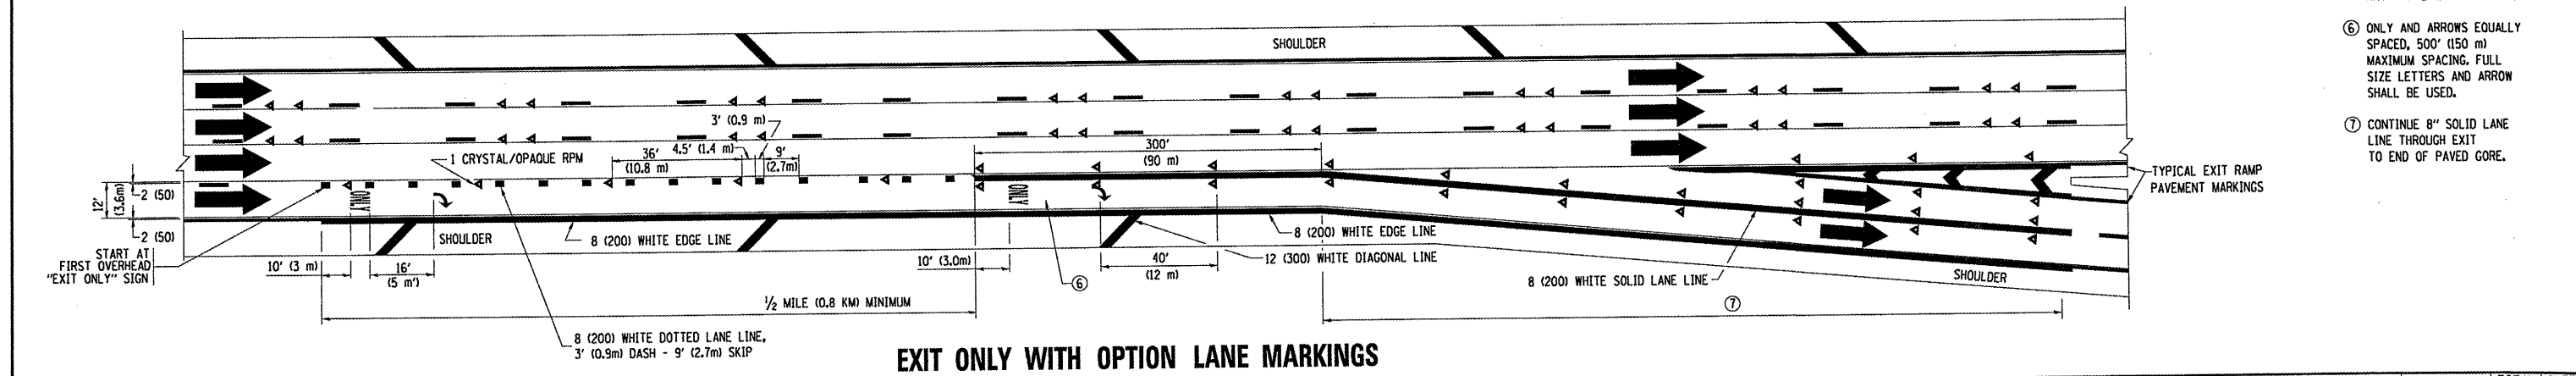 SHOULDER
3' (0.9 m)
36'
(10.8 m)
4.5' (1.4 m)
9'
(2.7m)
300'
(90 m)
1 CRYSTAL/OPAQUE RPM
12'
(3.6m)
2 (50)
2 (50)
ONLY
ONLY
TYPICAL EXIT RAMP
PAVEMENT MARKINGS
START AT
FIRST OVERHEAD
"EXIT ONLY" SIGN
SHOULDER
8 (200) WHITE EDGE LINE
8 (200) WHITE EDGE LINE
10' (3 m)
16'
(5 m')
10' (3.0m)
6
40'
(12 m)
12 (300) WHITE DIAGONAL LINE
8 (200) WHITE SOLID LANE LINE
SHOULDER
1/2 MILE (0.8 KM) MINIMUM
7
8 (200) WHITE DOTTED LANE LINE,
3' (0.9m) DASH - 9' (2.7m) SKIP
EXIT ONLY WITH OPTION LANE MARKINGS
6 ONLY AND ARROWS EQUALLY
SPACED, 500' (150 m)
MAXIMUM SPACING. FULL
SIZE LETTERS AND ARROW
SHALL BE USED.
7 CONTINUE 8" SOLID LANE
LINE THROUGH EXIT
TO END OF PAVED GORE.